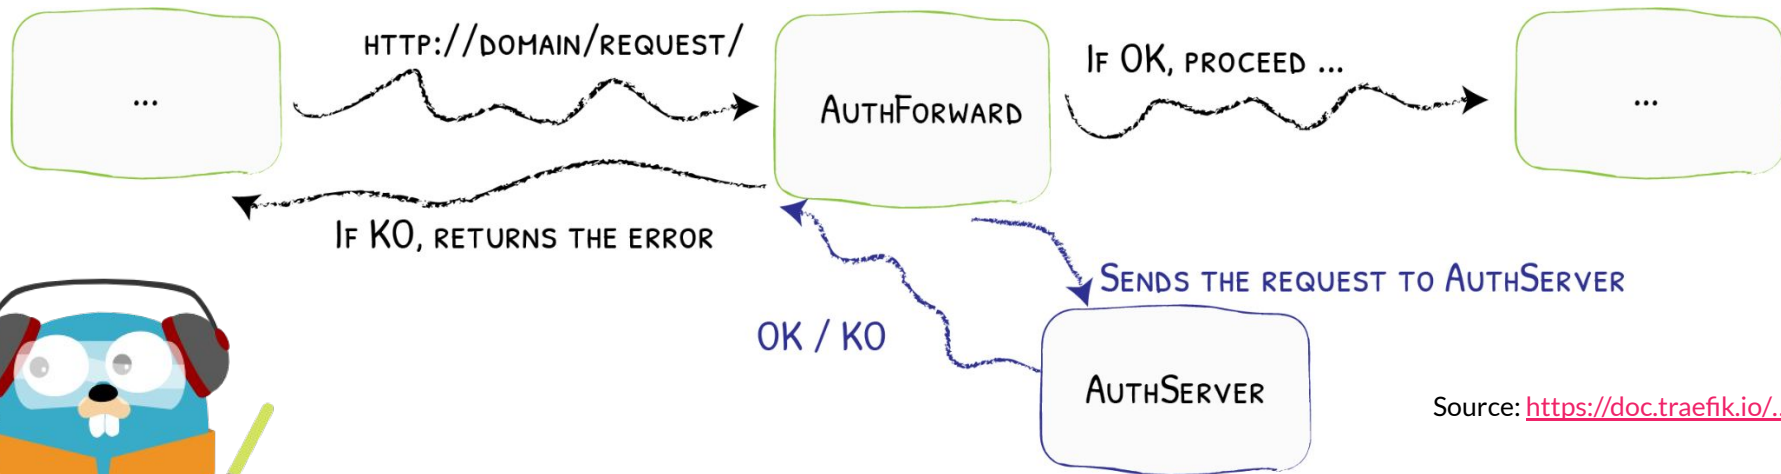 HTTP://DOMAIN/REQUEST/
IF OK, PROCEED ...
...
AUTHFORWARD
...
IF KO, RETURNS THE ERROR
SENDS THE REQUEST TO AUTHSERVER
OK / KO
AUTHSERVER
Source: https://doc.traefik.io/...